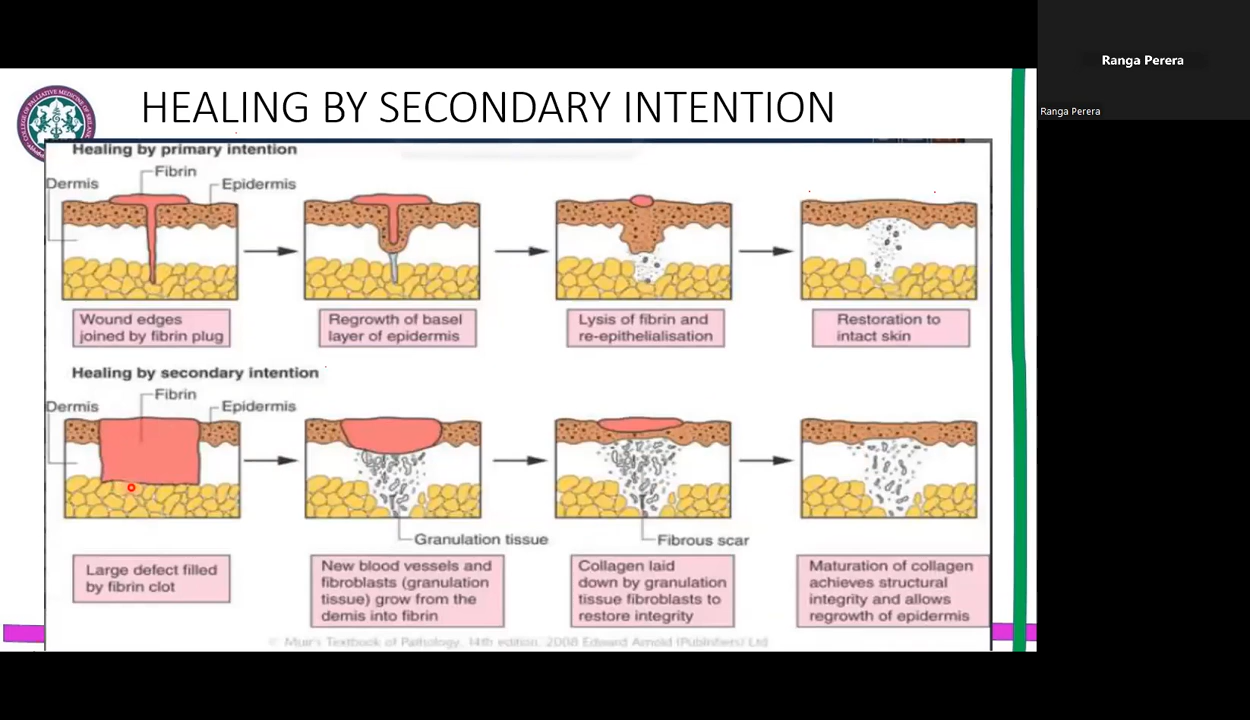 Ranga Perera
Ranga Perera
HEALING BY SECONDARY INTENTION
Healing by primary intention
Fibrin
Dermis
Epidermis
Wound edges
joined by fibrin plug
Regrowth of basel
layer of epidermis
Lysis of fibrin and
re-epithelialisation
Restoration to
intact skin
Healing by secondary intention
Fibrin
Dermis
Epidermis
Granulation tissue
Fibrous scar
Large defect filled
by fibrin clot
New blood vessels and
fibroblasts (granulation
tissue) grow from the
demis into fibrin
Collagen laid
down by granulation
tissue fibroblasts to
restore integrity
Maturation of collagen
achieves structural
integrity and allows
regrowth of epidermis
© Muir's Textbook of Pathology, 14th edition, 2008 Edward Arnold (Publishers) Ltd